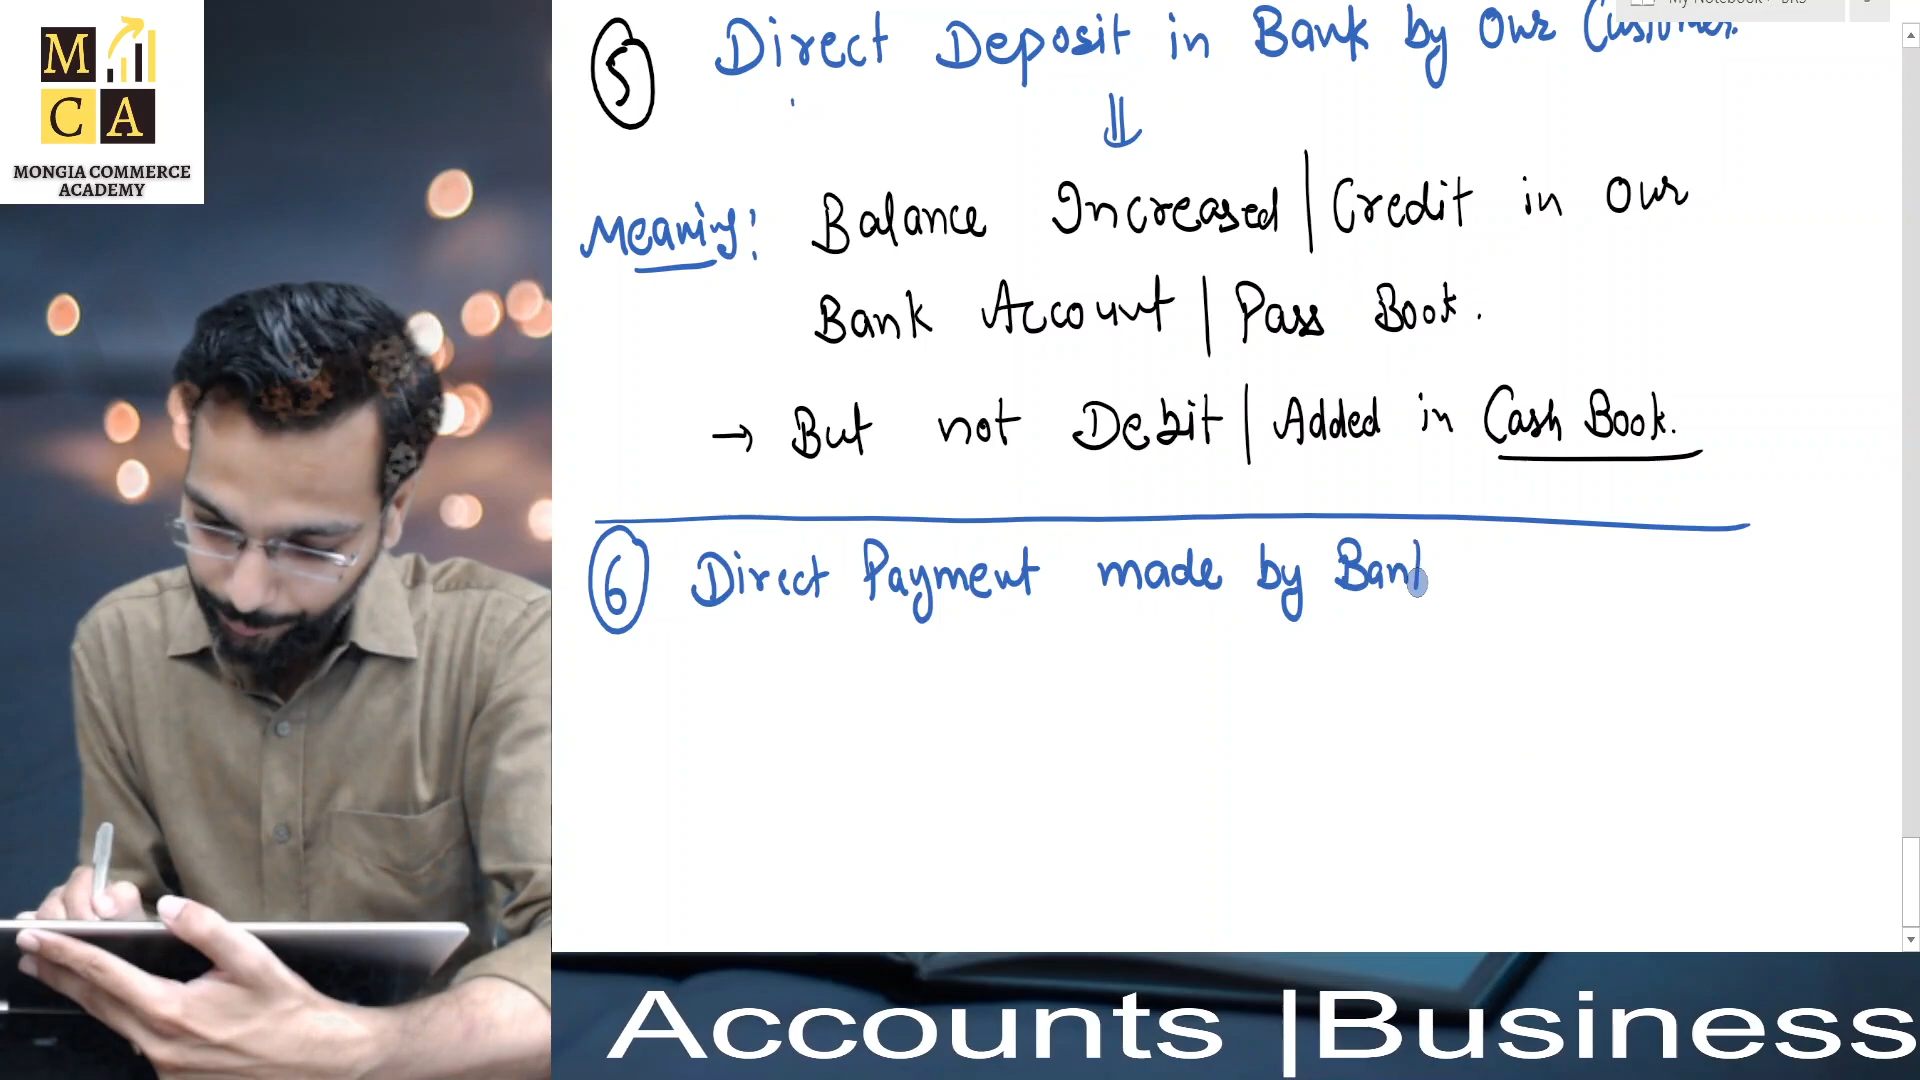 M
C A
MONGIA COMMERCE
ACADEMY
5 Direct Deposit in Bank by Our Customer.
Meaning: Balance Increased | Credit in Our
Bank Account | Pass Book.
→ But not Debit | Added in Cash Book.
6 Direct Payment made by Bank
Accounts |Business